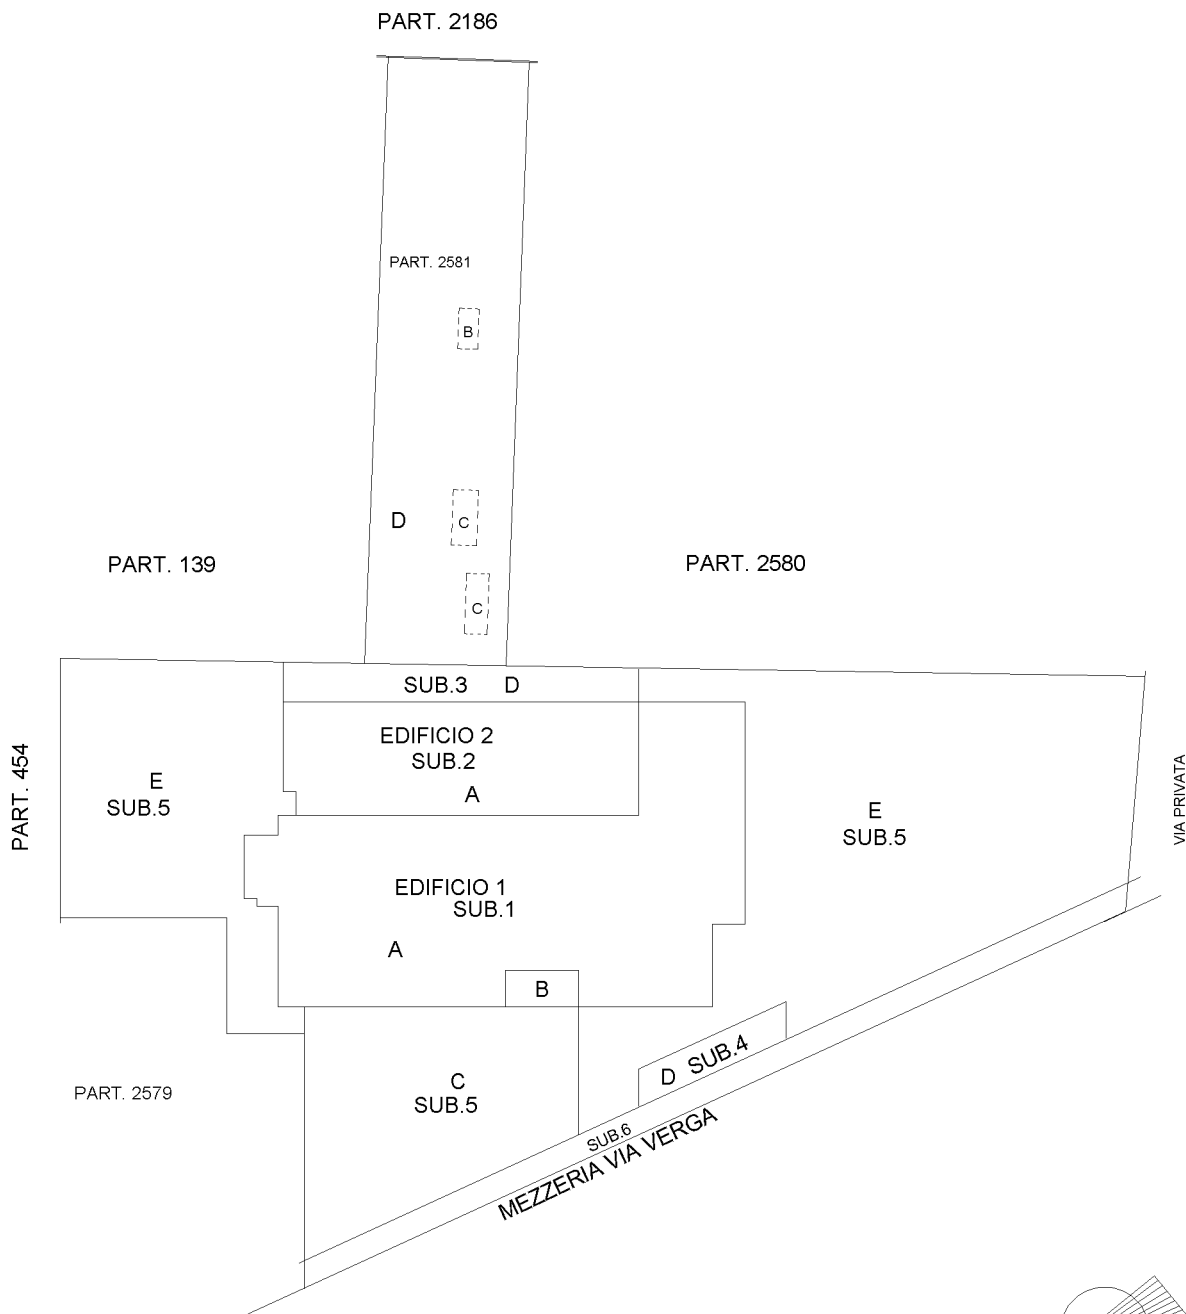 PART. 2186
PART. 2581
B
D
C
PART. 139
PART. 2580
C
SUB.3 D
EDIFICIO 2
SUB.2
A
PART. 454
E
SUB.5
E
SUB.5
VIA PRIVATA
EDIFICIO 1
SUB.1
A
B
D SUB.4
C
SUB.5
PART. 2579
SUB.6
MEZZERIA VIA VERGA